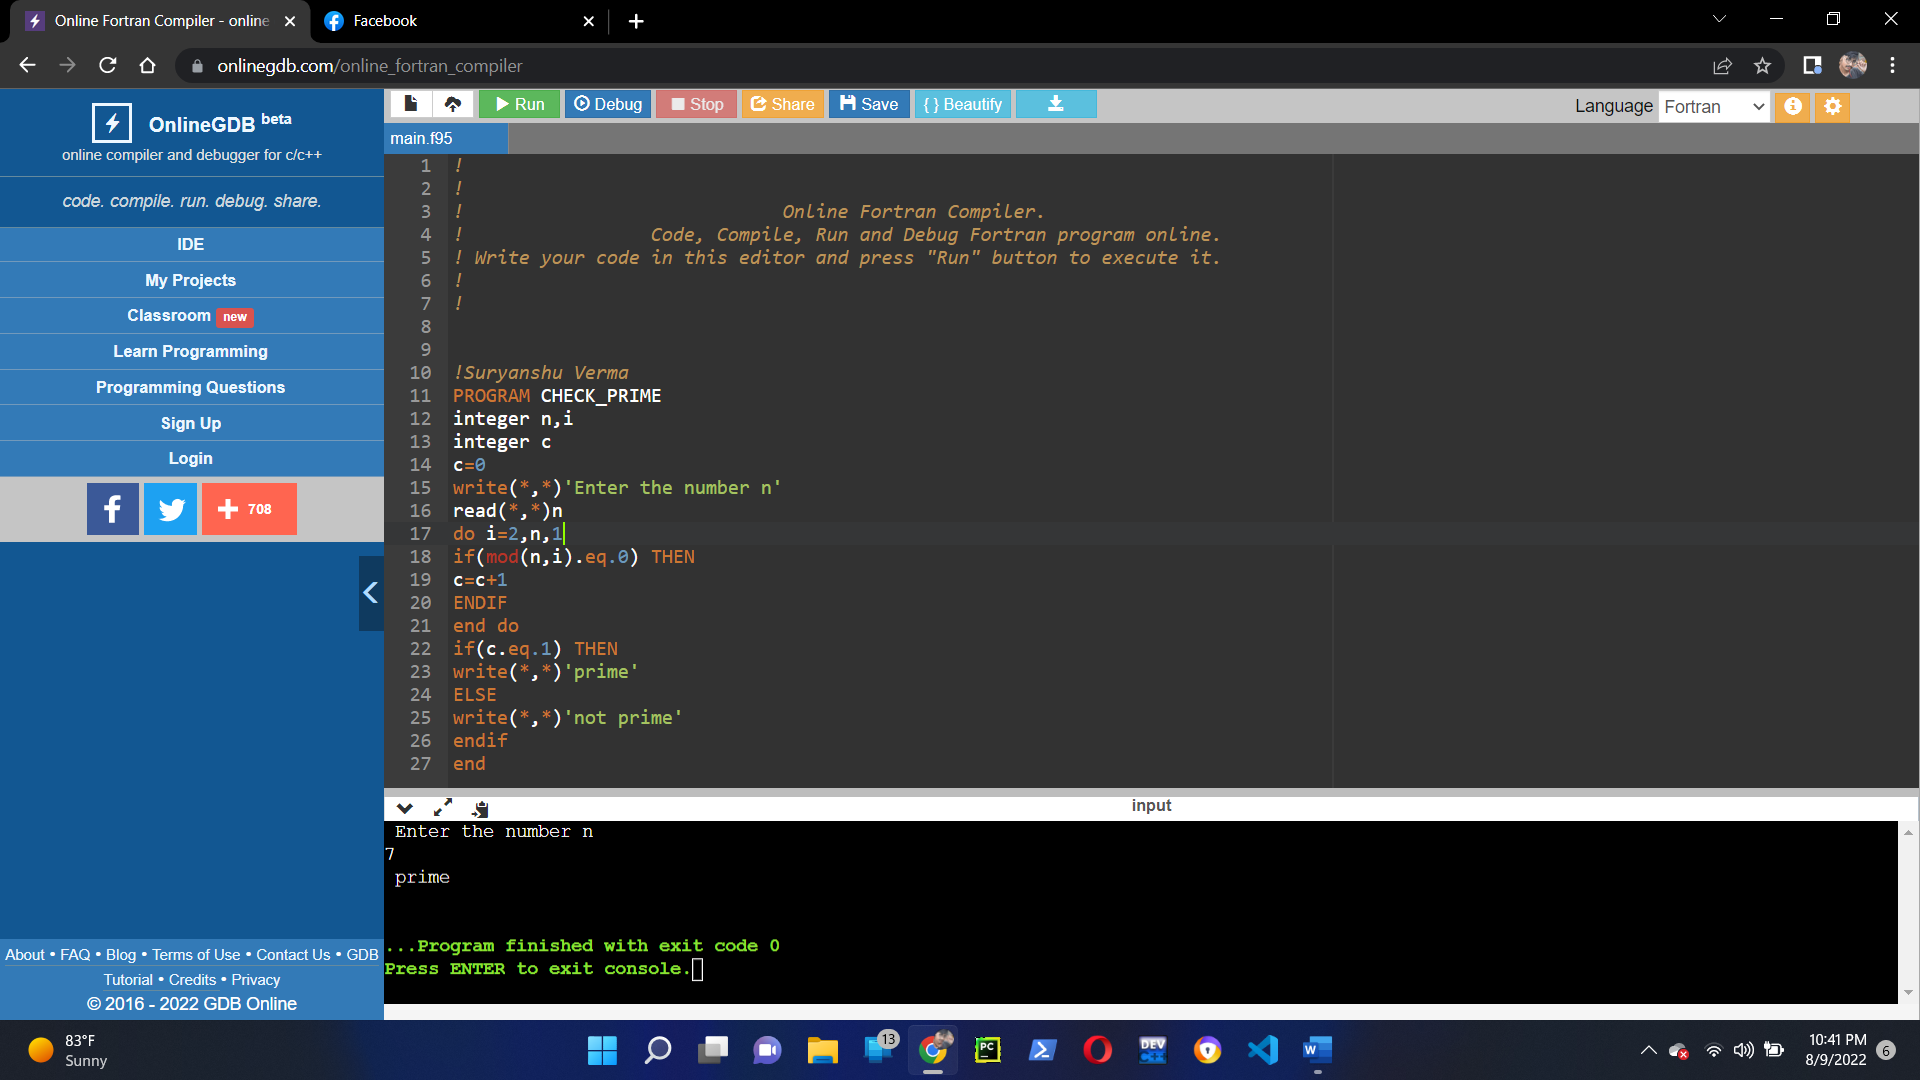 Online Fortran Compiler - online
Facebook
onlinegdb.com/online_fortran_compiler
OnlineGDB beta
online compiler and debugger for c/c++
code. compile. run. debug. share.
IDE
My Projects
Classroom new
Learn Programming
Programming Questions
Sign Up
Login
708
About • FAQ • Blog • Terms of Use • Contact Us • GDB
Tutorial • Credits • Privacy
© 2016 - 2022 GDB Online
Run Debug Stop Share Save { } Beautify
Language Fortran
main.f95
1 !
2 !
3 ! Online Fortran Compiler.
4 ! Code, Compile, Run and Debug Fortran program online.
5 ! Write your code in this editor and press "Run" button to execute it.
6 !
7 !
8
9
10 !Suryanshu Verma
11 PROGRAM CHECK_PRIME
12 integer n,i
13 integer c
14 c=0
15 write(*,*)'Enter the number n'
16 read(*,*)n
17 do i=2,n,1
18 if(mod(n,i).eq.0) THEN
19 c=c+1
20 ENDIF
21 end do
22 if(c.eq.1) THEN
23 write(*,*)'prime'
24 ELSE
25 write(*,*)'not prime'
26 endif
27 end
input
Enter the number n
7
prime
...Program finished with exit code 0
Press ENTER to exit console.
83°F
Sunny
13
PC
DEV
C++
W
10:41 PM
8/9/2022
6